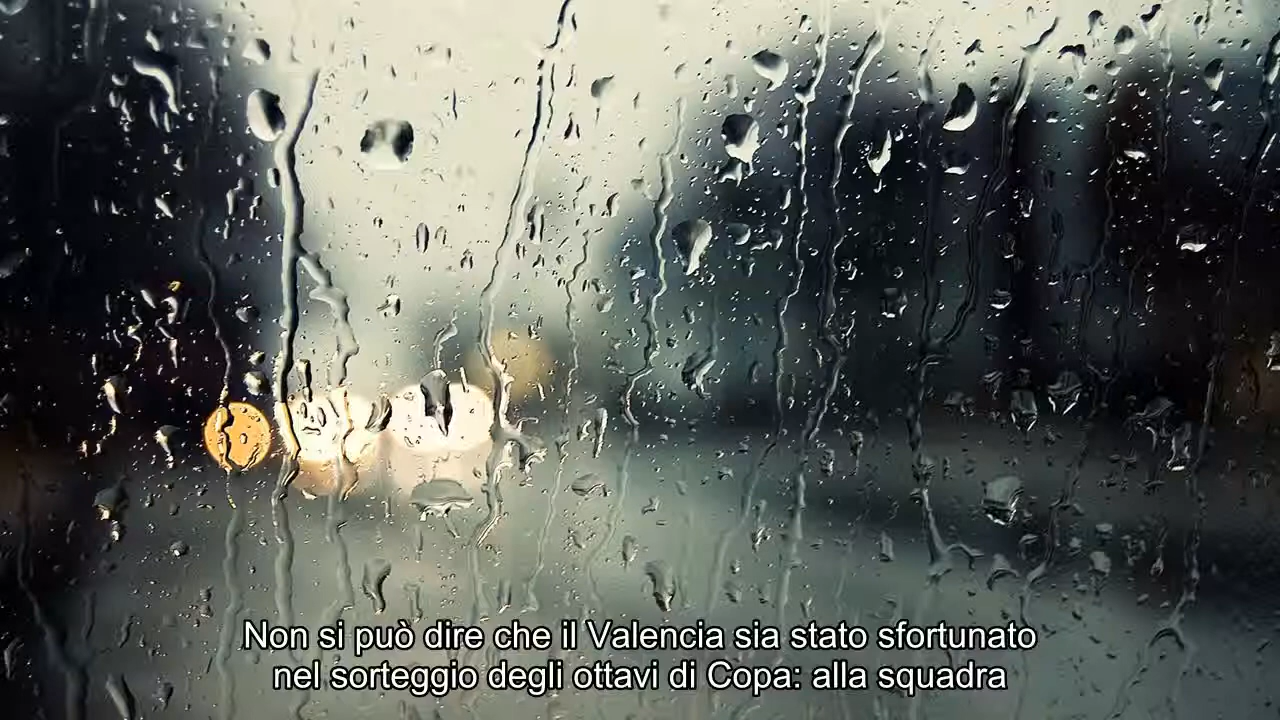 Non si può dire che il Valencia sia stato sfortunato
nel sorteggio degli ottavi di Copa: alla squadra